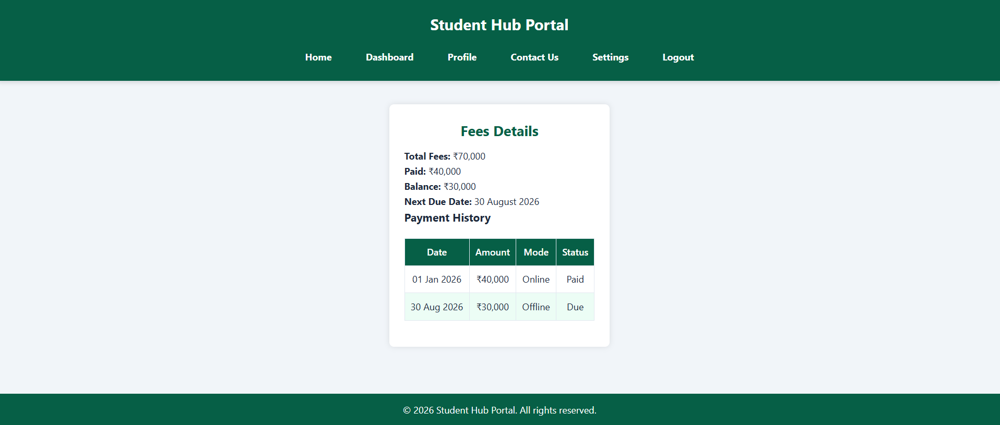 Student Hub Portal
Home Dashboard Profile Contact Us Settings Logout
Fees Details
Total Fees: ₹70,000
Paid: ₹40,000
Balance: ₹30,000
Next Due Date: 30 August 2026
Payment History
Date Amount Mode Status
01 Jan 2026 ₹40,000 Online Paid
30 Aug 2026 ₹30,000 Offline Due
© 2026 Student Hub Portal. All rights reserved.